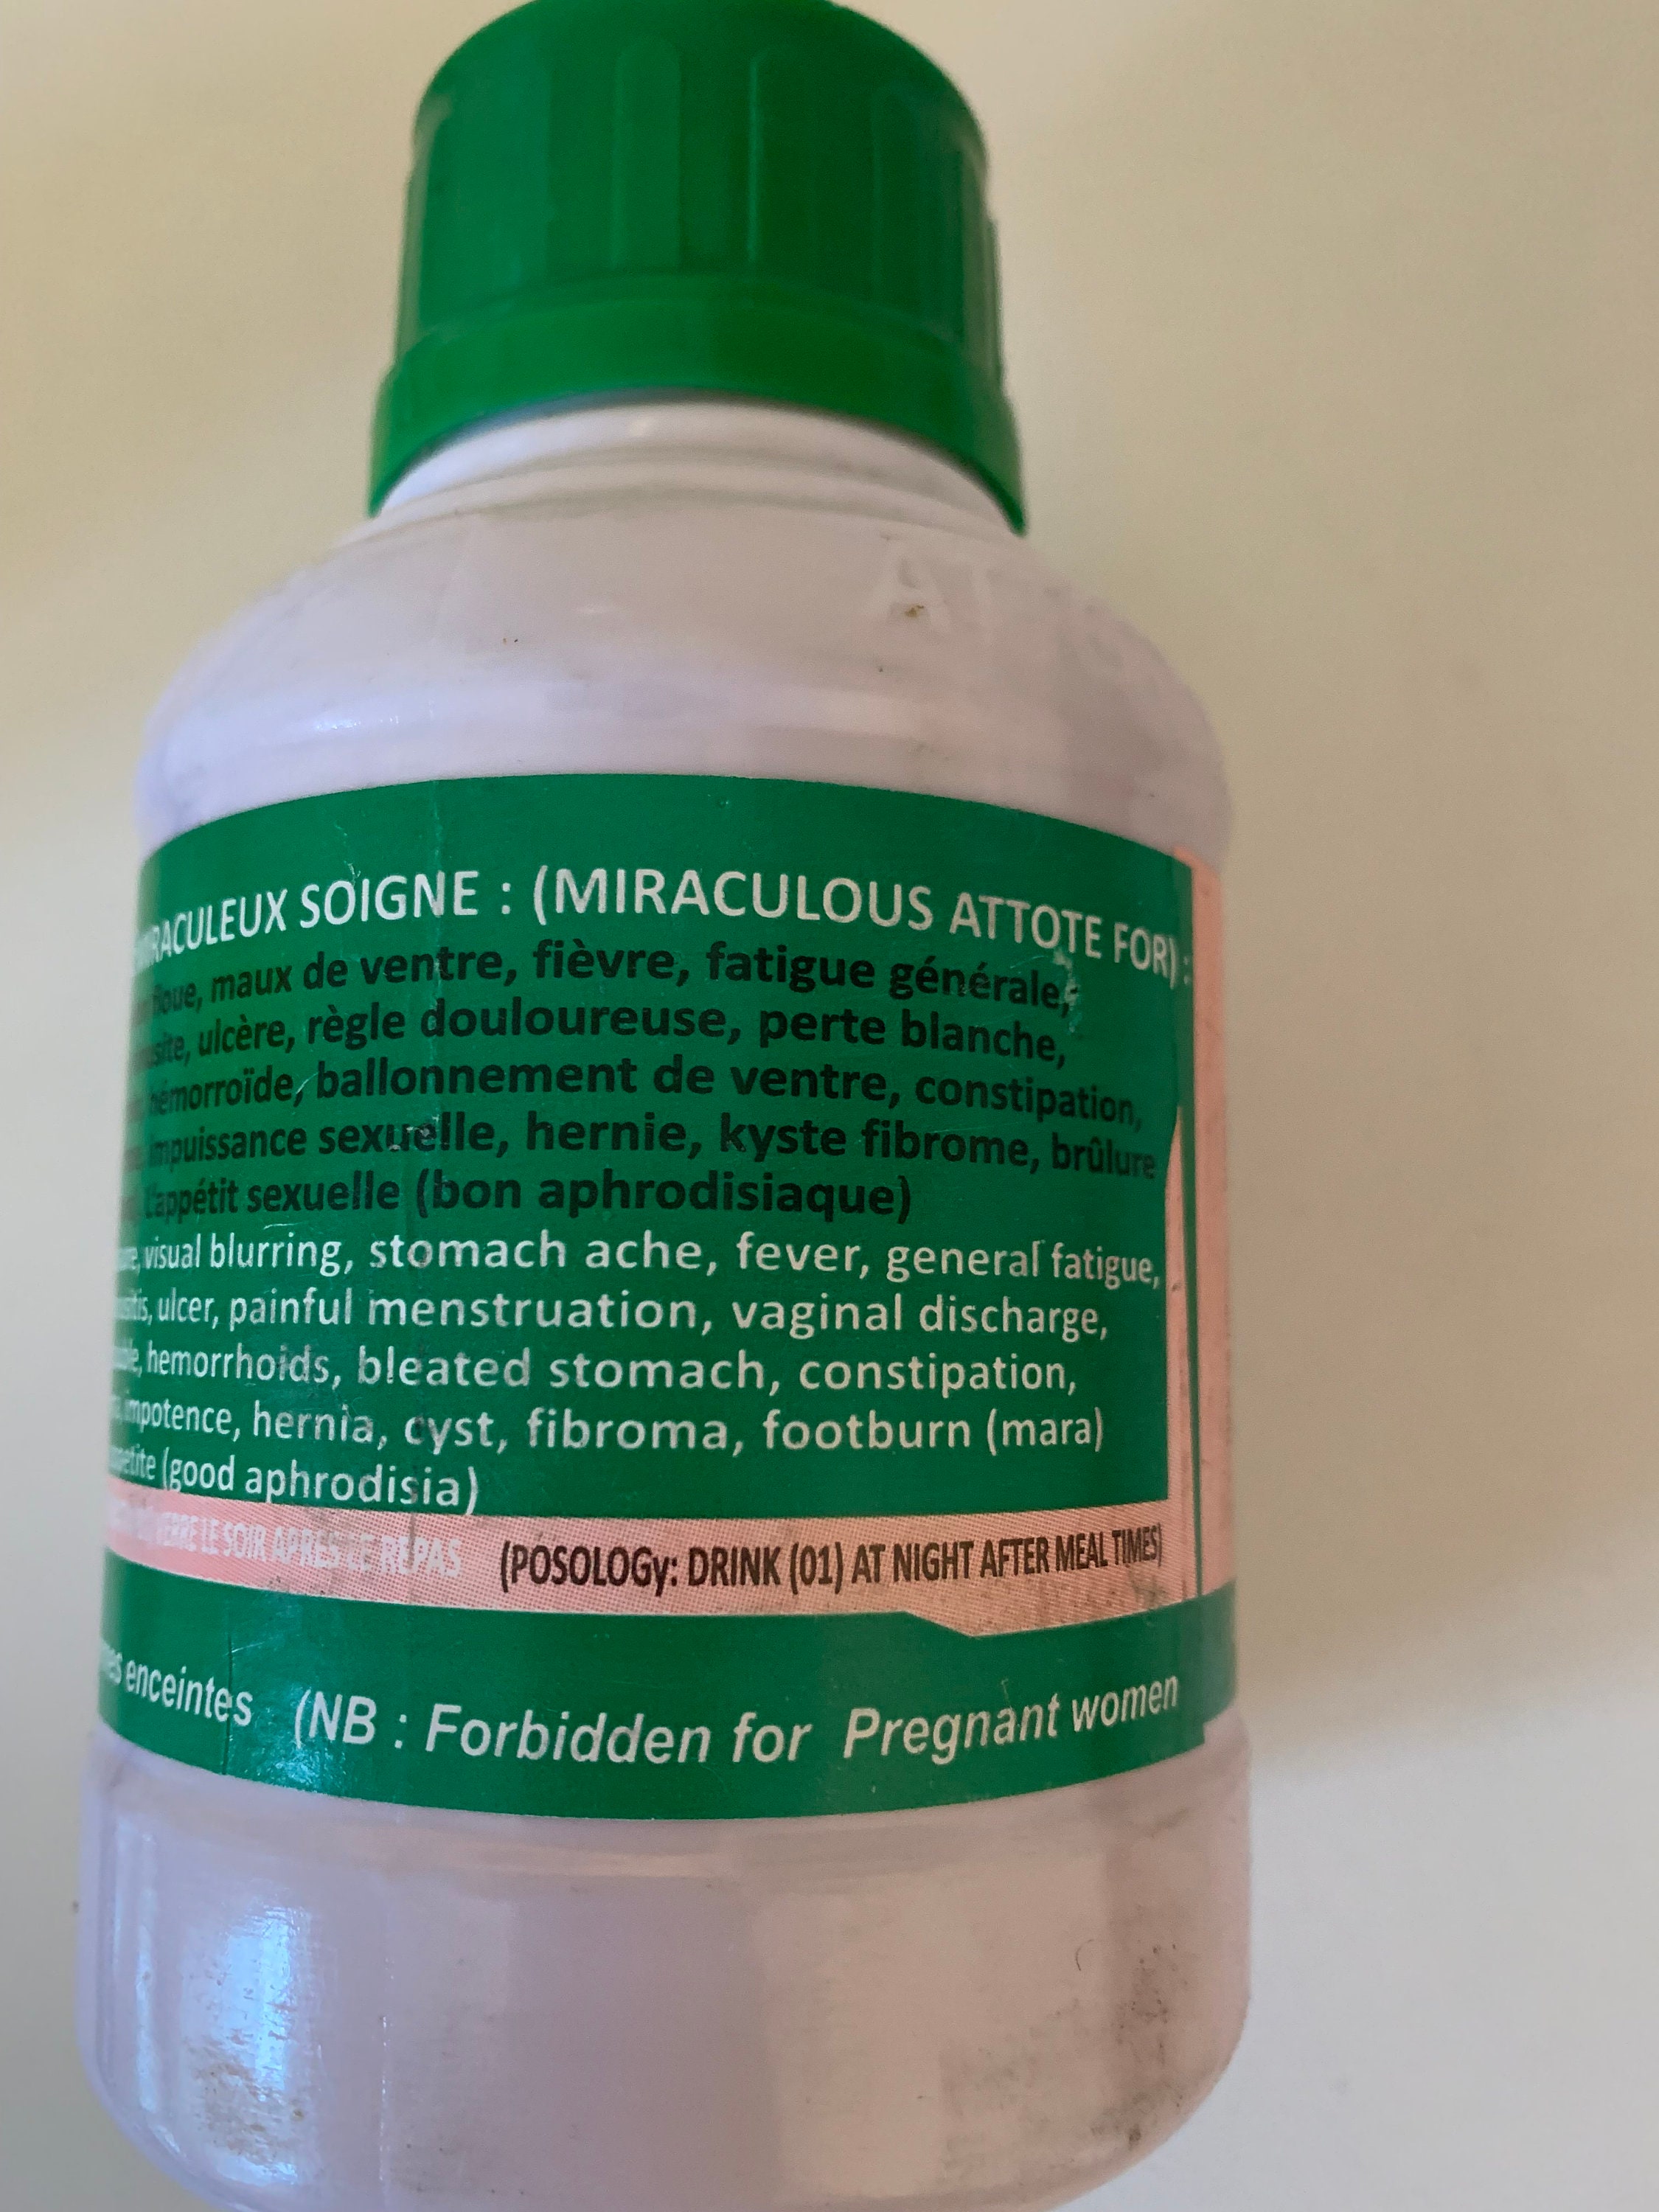 AT
MIRACULEUX SOIGNE : (MIRACULOUS ATTOTE FOR) :
floue, maux de ventre, fièvre, fatigue générale,
ulcère, règle douloureuse, perte blanche,
hémorroïde, ballonnement de ventre, constipation,
impuissance sexuelle, hernie, kyste fibrome, brûlure
L'appétit sexuelle (bon aphrodisiaque)
visual blurring, stomach ache, fever, general fatigue,
ulcer, painful menstruation, vaginal discharge,
hemorrhoids, bleated stomach, constipation,
impotence, hernia, cyst, fibroma, footburn (mara)
(good aphrodisia)
VERRE LE SOIR APRES LE REPAS (POSOLOGy: DRINK (01) AT NIGHT AFTER MEAL TIMES)
enceintes (NB : Forbidden for Pregnant women